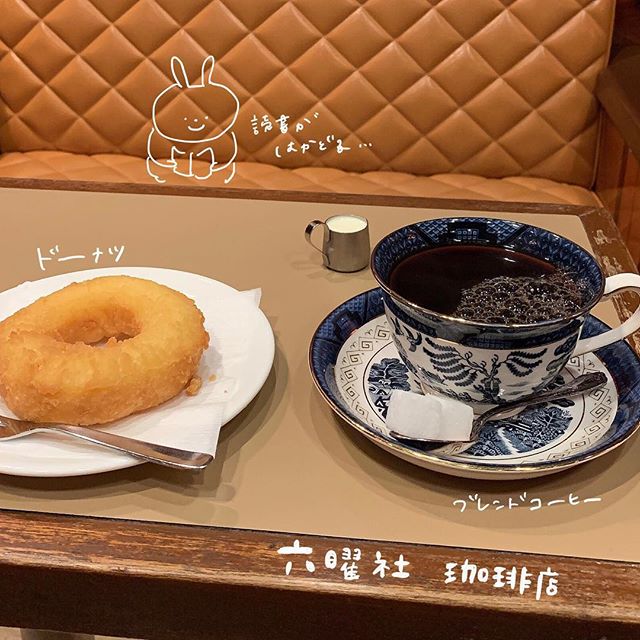 読書が
はかどる…
ドーナツ
ブレンドコーヒー
六曜社 珈琲店